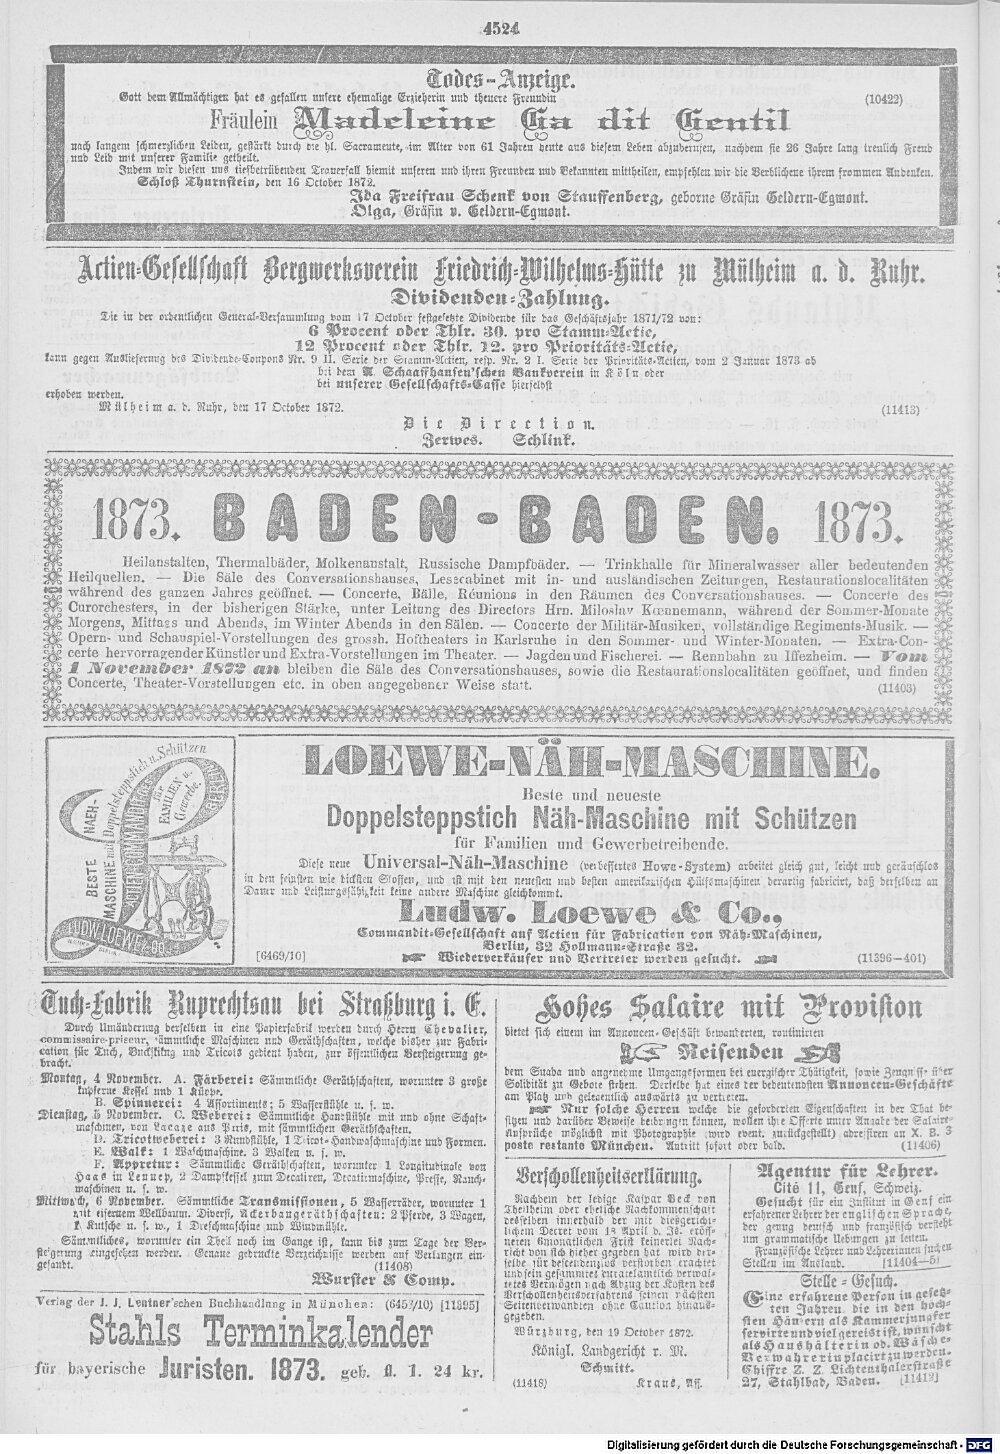 4524
Todes-Anzeige.
Gott dem Allmächtigen hat es gefallen unsere ehemalige Erzieherin und theuere Freundin (10422)
Fräulein Madeleine Ga dit Gentil
nach langem schmerzlichen Leiden, gestärkt durch die hl. Sacramente, im Alter von 61 Jahren heute aus diesem Leben abzuberufen, nachdem sie 26 Jahre lang treulich Freud
und Leid mit unserer Familie getheilt.
Indem wir diesen uns tiefbetrübenden Trauerfall hiemit unseren und ihren Freunden und Bekannten mittheilen, empfehlen wir die Verblichene ihrem frommen Andenken.
Schloß Thurnstein, den 16 October 1872.
Ida Freifrau Schenk von Stauffenberg, geborne Gräfin Geldern-Egmont.
Olga, Gräfin v. Geldern-Egmont.
Actien-Gesellschaft Bergwerksverein Friedrich-Wilhelms-Hütte zu Mülheim a. d. Ruhr.
Dividenden-Zahlung.
Die in der ordentlichen General-Versammlung vom 17 October festgesetzte Dividende für das Geschäftsjahr 1871/72 von:
6 Procent oder Thlr. 30. pro Stamm-Actie,
12 Procent oder Thlr. 12. pro Prioritäts-Actie,
kann gegen Auslieferung des Dividende-Coupons Nr. 9 II. Serie der Stamm-Actien, resp. Nr. 2 I. Serie der Prioritäts-Actien, vom 2 Januar 1873 ab
bei dem A. Schaaffhausen'schen Bankverein in Köln oder
bei unserer Gesellschafts-Casse hierselbst
erhoben werden.
Mülheim a. d. Ruhr, den 17 October 1872. (11413)
Die Direction.
Zerwes. Schlink.
1873. BADEN-BADEN. 1873.
Heilanstalten, Thermalbäder, Molkenanstalt, Russische Dampfbäder. — Trinkhalle für Mineralwasser aller bedeutenden
Heilquellen. — Die Säle des Conversationshauses, Lesecabinet mit in- und ausländischen Zeitungen, Restaurationslocalitäten
während des ganzen Jahres geöffnet. — Concerte, Bälle, Réunions in den Räumen des Conversationshauses. — Concerte des
Curorchesters, in der bisherigen Stärke, unter Leitung des Directors Hrn. Miloslav Kœnnemann, während der Sommer-Monate
Morgens, Mittags und Abends, im Winter Abends in den Sälen. — Concerte der Militär-Musiker, vollständige Regiments-Musik. —
Opern- und Schauspiel-Vorstellungen des grossh. Hoftheaters in Karlsruhe in den Sommer- und Winter-Monaten. — Extra-Con-
certe hervorragender Künstler und Extra-Vorstellungen im Theater. — Jagden und Fischerei. — Rennbahn zu Iffezheim. — Vom
1 November 1872 an bleiben die Säle des Conversationshauses, sowie die Restaurationslocalitäten geöffnet, und finden
Concerte, Theater-Vorstellungen etc. in oben angegebener Weise statt. (11403)
BESTE NAEH-
MASCHINE mit Doppelsteppstich u. Schützen
für FAMILIEN u. Gewerbe.
LUDW. LOEWE & CO.
BERLIN
LOEWE-NÄH-MASCHINE.
Beste und neueste
Doppelsteppstich Näh-Maschine mit Schützen
für Familien und Gewerbetreibende.
Diese neue Universal-Näh-Maschine (verbessertes Howe-System) arbeitet gleich gut, leicht und geräuschlos
in den feinsten wie dicksten Stoffen, und ist mit den neuesten und besten amerikanischen Hülfsmaschinen derartig fabricirt, daß derselben an
Dauer und Leistungsfähigkeit keine andere Maschine gleichkommt.
Ludw. Loewe & Co.,
Commandit-Gesellschaft auf Actien für Fabrication von Näh-Maschinen,
Berlin, 32 Hollmann-Straße 32.
[6469/10] Wiederverkäufer und Vertreter werden gesucht. (11396—401)
Tuch-Fabrik Ruprechtsau bei Straßburg i. E.
Durch Umänderung derselben in eine Papierfabrik werden durch Herrn Chevalier,
commissaire-priseur, sämmtliche Maschinen und Geräthschaften, welche bisher zur Fabri-
cation für Tuch, Buckskins und Tricots gedient haben, zur öffentlichen Versteigerung ge-
bracht.
Montag, 4 November. A. Färberei: Sämmtliche Geräthschaften, worunter 3 große
kupferne Kessel und 1 Küpe.
B. Spinnerei: 4 Assortiments; 5 Wasserstühle u. s. w.
Dienstag, 5 November. C. Weberei: Sämmtliche Handstühle mit und ohne Schaft-
maschinen, von Lacaze aus Paris, mit sämmtlichen Geräthschaften.
D. Tricotweberei: 3 Rundstühle, 1 Tricot-Handwaschmaschine und Formen.
E. Walk: 1 Waschmaschine. 3 Walken u. s. w.
F. Appretur: Sämmtliche Geräthschaften, worunter 1 Longitudinale von
Haas in Lennep, 2 Dampfkessel zum Decatiren, Decatirmaschine, Presse, Rauh-
maschinen u. s. w.
Mittwoch, 6 November. Sämmtliche Transmissionen, 5 Wasserräder, worunter 1
mit eisernem Wellbaum. Diversi, Ackerbaugeräthschaften: 2 Pferde, 3 Wagen,
1 Kutsche u. s. w., 1 Dreschmaschine und Windmühle.
Sämmtliches, worunter ein Theil noch im Gange ist, kann bis zum Tage der Ver-
steigerung eingesehen werden. Genaue gedruckte Verzeichnisse werden auf Verlangen ein-
gesandt. (11408)
Wurster & Comp.
Verlag der J. J. Lentner'schen Buchhandlung in München: (6452/10) [11395]
Stahls Terminkalender
für bayerische Juristen. 1873. geb. fl. 1. 24 kr.
Hohes Salaire mit Provision
bietet sich einem im Annoncen-Geschäft bewanderten, routinirten
Reisenden
dem Suada und angenehme Umgangsformen bei energischer Thätigkeit, sowie Zeugnisse über
Solidität zu Gebote stehen. Derselbe hat eines der bedeutendsten Annoncen-Geschäfte
am Platz und gelegentlich auswärts zu vertreten.
Nur solche Herren welche die geforderten Eigenschaften in der That be-
sitzen und darüber Beweise beibringen können, wollen ihre Offerte unter Angabe der Salaire-
Ansprüche möglichst mit Photographie (wird event. zurückgestellt) adressiren an X. B. 3
poste restante München. Antritt sofort oder bald. (11406)
Verschollenheitserklärung.
Nachdem der ledige Kaspar Beck von
Theilheim oder eheliche Nachkommenschaft
desselben innerhalb der mit diesgericht-
lichem Decret vom 18 April d. Js. eröff-
neten 6monatlichen Frist keinerlei Nach-
richt von sich hieher gegeben hat wird der-
selbe für descendenzlos verstorben erachtet
und sein gesammtes curatelamtlich verwal-
tetes Vermögen nach Abzug der Kosten des
Verschollenheitsverfahrens seinen nächsten
Seitenverwandten ohne Caution hinaus-
gegeben.
Würzburg, den 19 October 1872.
Königl. Landgericht r. M.
Schmitt.
(11418) Kraus, Ass.
Agentur für Lehrer.
Cité 11, Genf, Schweiz.
Gesucht für ein Institut in Genf ein
erfahrener Lehrer der englischen Sprache,
der genug deutsch und französisch versteht
um grammatische Uebungen zu leiten.
Französische Lehrer und Lehrerinnen suchen
Stellen im Ausland. [11404—5]
Stelle-Gesuch.
Eine erfahrene Person in gesetz-
ten Jahren, die in den höch-
sten Häusern als Kammerjungfer
servirte und viel gereist ist, wünscht
als Haushälterin od. Wäsche-
Verwahrerin placirt zu werden.
Chiffre Z. Z. Lichtenthalerstraße
27, Stahlbad, Baden. [11412]
Digitalisierung gefördert durch die Deutsche Forschungsgemeinschaft - DFG